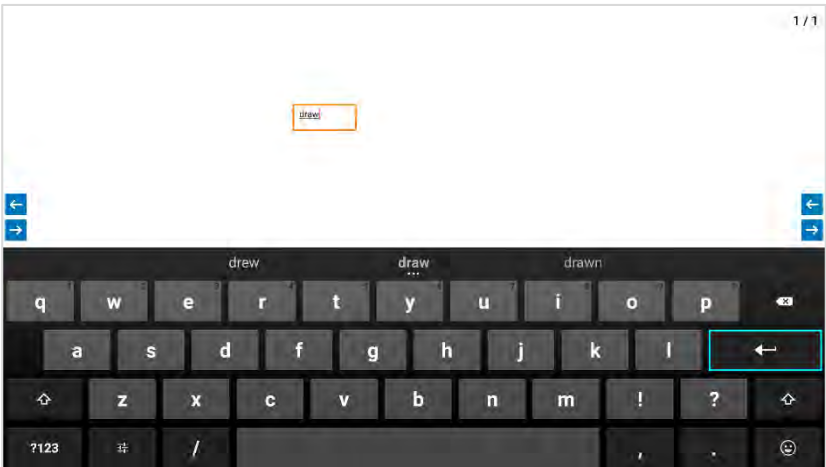 1 / 1
draw
drew draw drawn
q w e r t y u i o p
a s d f g h j k l
z x c v b n m ! ?
?123 / , .